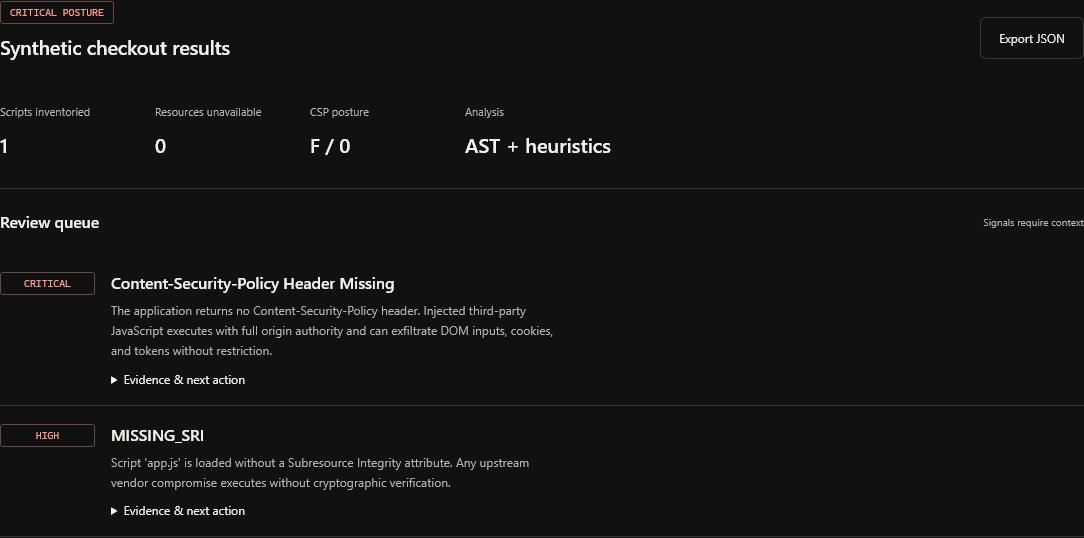 CRITICAL POSTURE
Synthetic checkout results
Export JSON
Scripts inventoried
1
Resources unavailable
0
CSP posture
F / 0
Analysis
AST + heuristics
Review queue
Signals require context
CRITICAL
Content-Security-Policy Header Missing
The application returns no Content-Security-Policy header. Injected third-party
JavaScript executes with full origin authority and can exfiltrate DOM inputs, cookies,
and tokens without restriction.
Evidence & next action
HIGH
MISSING_SRI
Script 'app.js' is loaded without a Subresource Integrity attribute. Any upstream
vendor compromise executes without cryptographic verification.
Evidence & next action